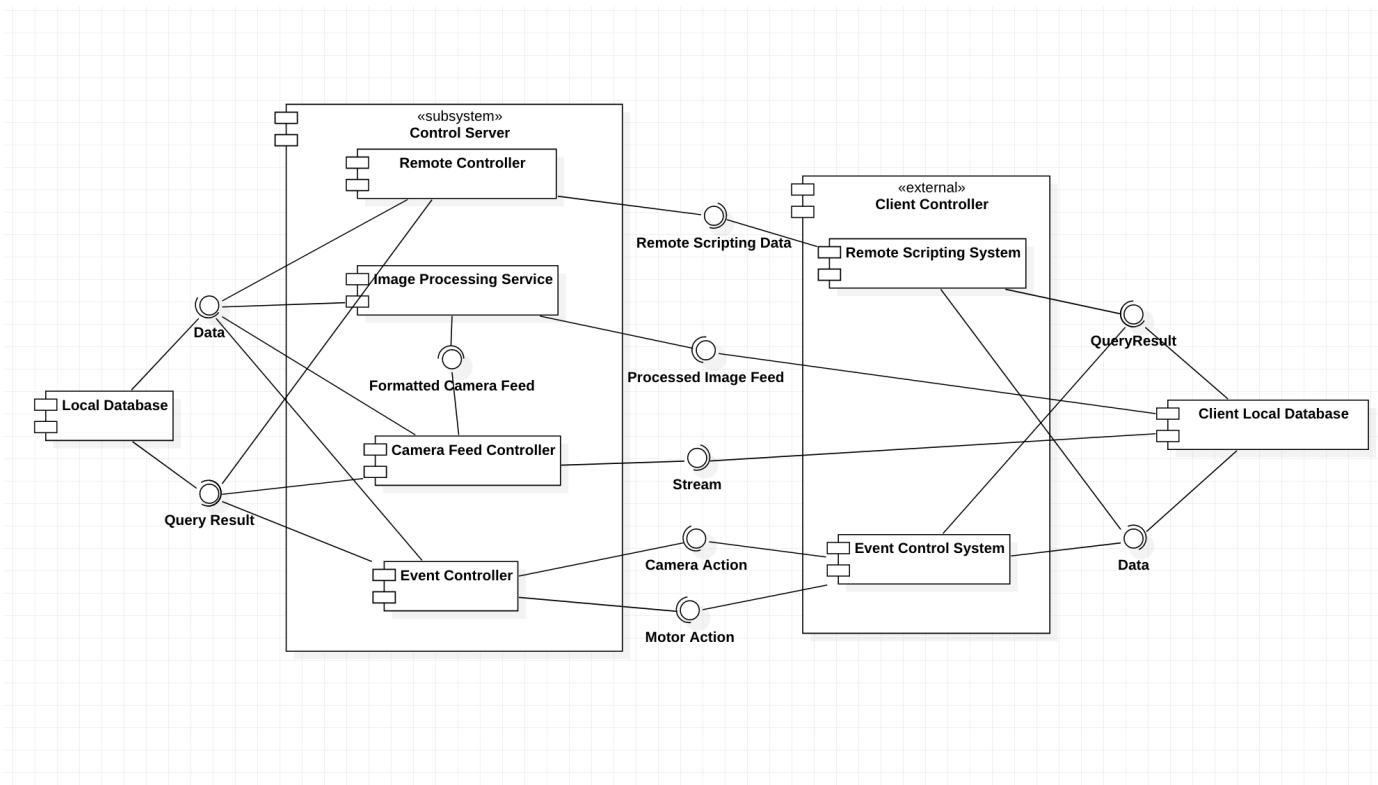 «subsystem»
Control Server
Remote Controller
«external»
Client Controller
Remote Scripting Data
Remote Scripting System
Image Processing Service
Data
QueryResult
Processed Image Feed
Formatted Camera Feed
Local Database
Client Local Database
Camera Feed Controller
Stream
Query Result
Event Control System
Camera Action
Data
Event Controller
Motor Action